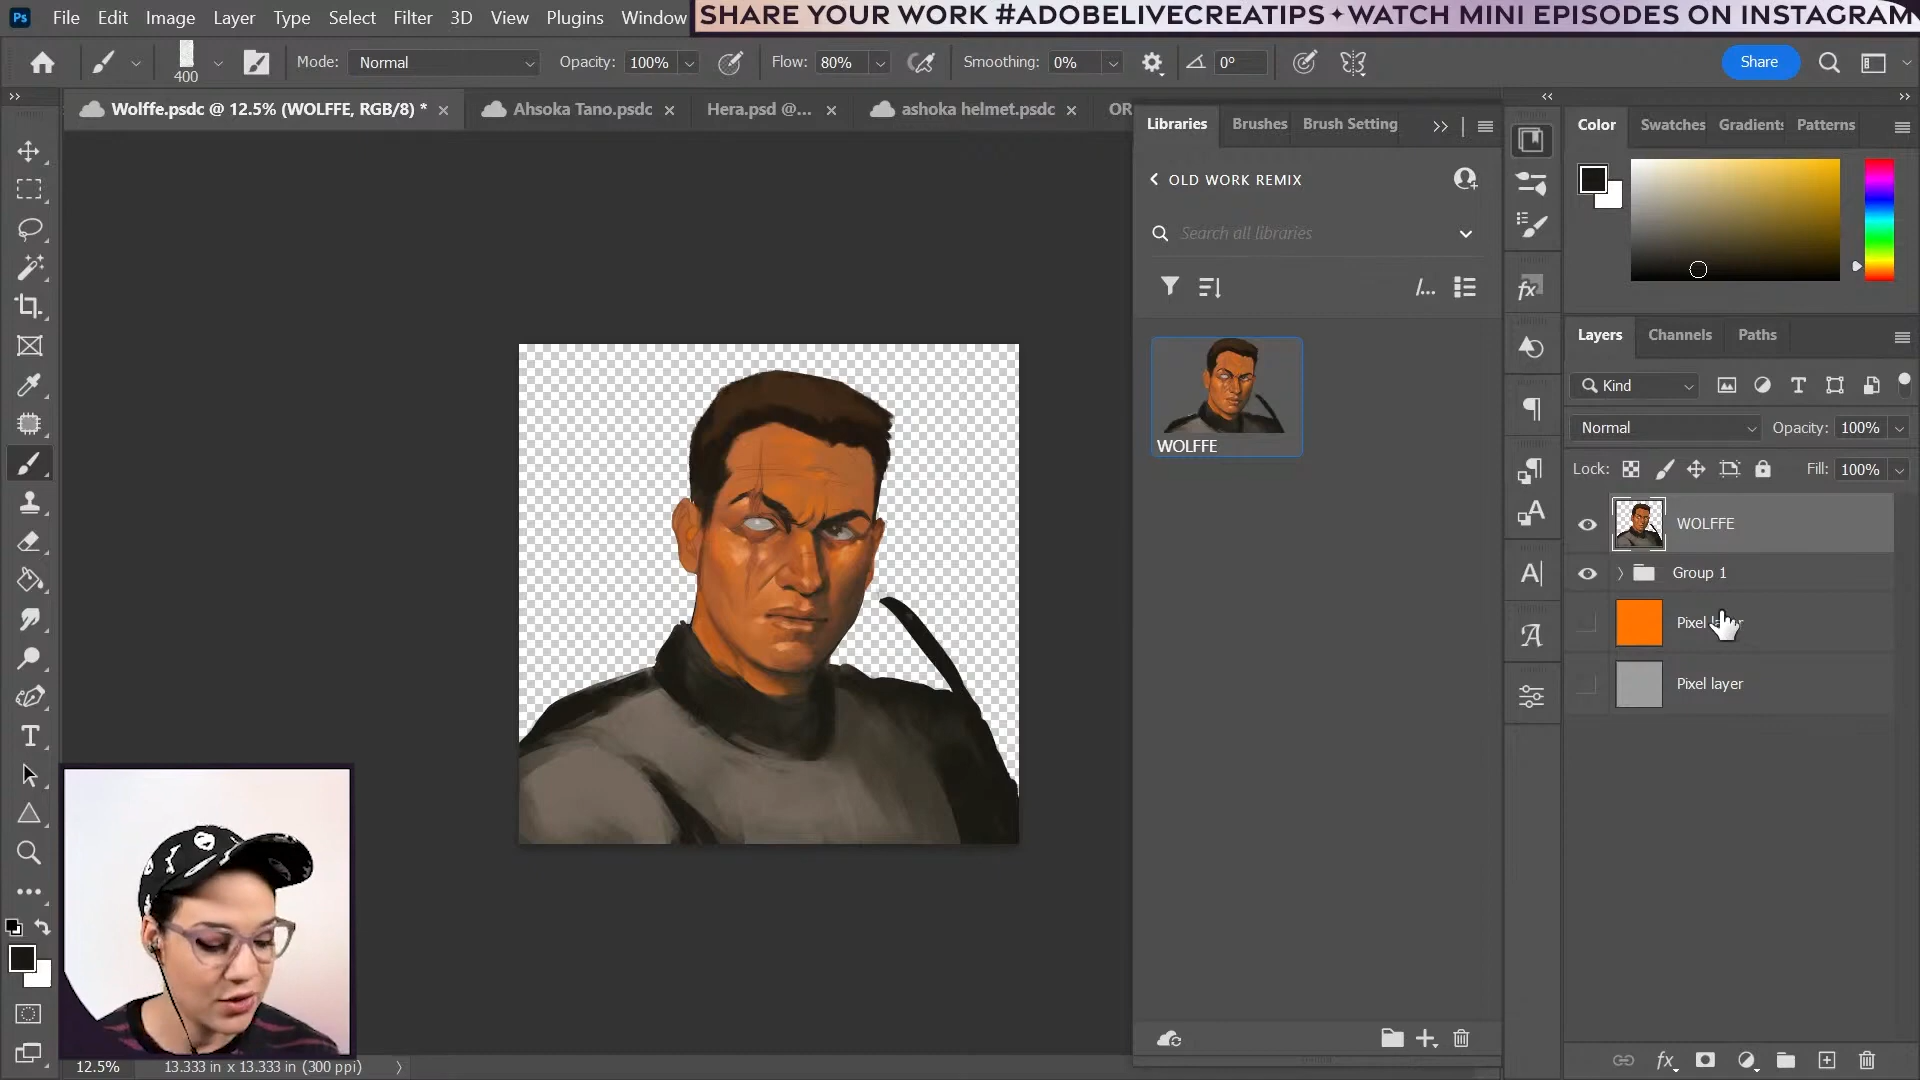 Ps File Edit Image Layer Type Select Filter 3D View Plugins Window
SHARE YOUR WORK #ADOBELIVECREATIPS WATCH MINI EPISODES ON INSTAGRAM
400 Mode: Normal Opacity: 100% Flow: 80% Smoothing: 0% 0° Share
Wolffe.psdc @ 12.5% (WOLFFE, RGB/8) * Ahsoka Tano.psdc Hera.psd @... ashoka helmet.psdc OR
Libraries Brushes Brush Setting
OLD WORK REMIX
Search all libraries
/...
WOLFFE
Color Swatches Gradients Patterns
Layers Channels Paths
Kind
Normal Opacity: 100%
Lock: Fill: 100%
WOLFFE
Group 1
Pixel
Pixel layer
12.5% 13.333 in x 13.333 in (300 ppi)